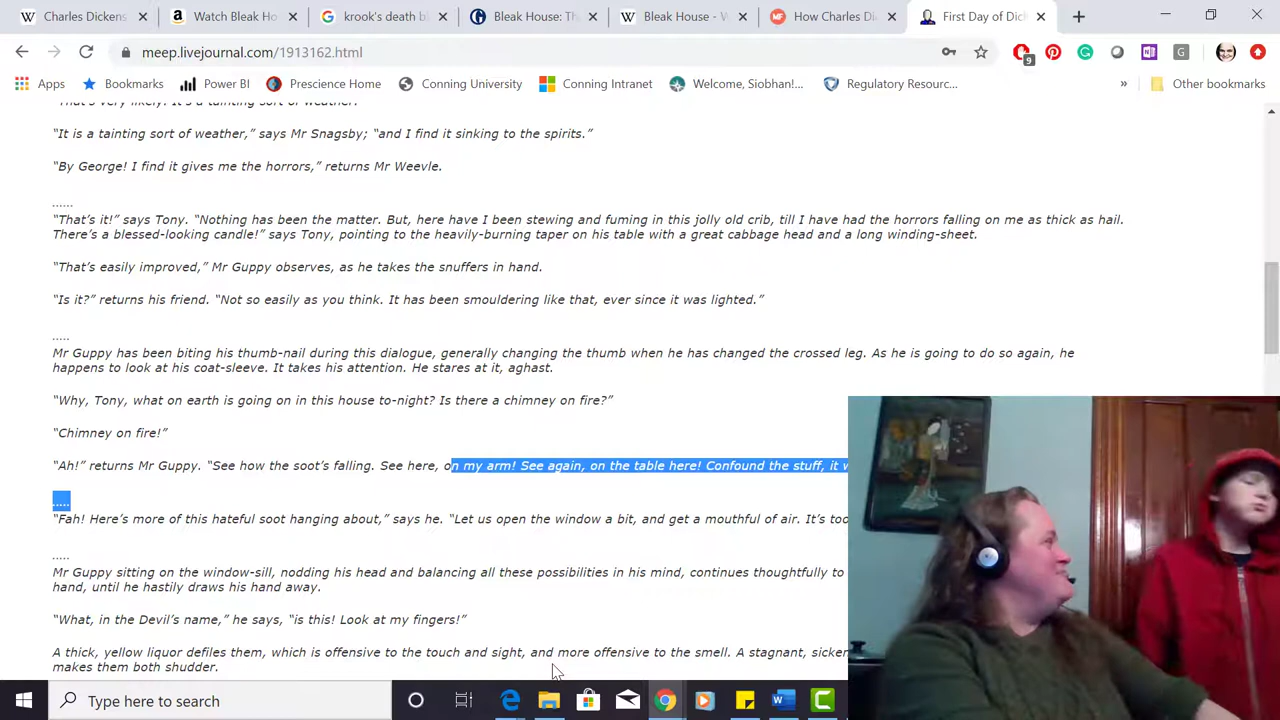 Charles Dickens
Watch Bleak Ho
krook's death bl
Bleak House: Th
Bleak House - W
How Charles Di
First Day of Dic
meep.livejournal.com/1913162.html
9
Apps
Bookmarks
Power BI
Prescience Home
Conning University
Conning Intranet
Welcome, Siobhan!...
Regulatory Resourc...
»
Other bookmarks
"That's very likely. It's a tainting sort of weather."
"It is a tainting sort of weather," says Mr Snagsby; "and I find it sinking to the spirits."
"By George! I find it gives me the horrors," returns Mr Weevle.
......
"That's it!" says Tony. "Nothing has been the matter. But, here have I been stewing and fuming in this jolly old crib, till I have had the horrors falling on me as thick as hail.
There's a blessed-looking candle!" says Tony, pointing to the heavily-burning taper on his table with a great cabbage head and a long winding-sheet.
"That's easily improved," Mr Guppy observes, as he takes the snuffers in hand.
"Is it?" returns his friend. "Not so easily as you think. It has been smouldering like that, ever since it was lighted."
.....
Mr Guppy has been biting his thumb-nail during this dialogue, generally changing the thumb when he has changed the crossed leg. As he is going to do so again, he
happens to look at his coat-sleeve. It takes his attention. He stares at it, aghast.
"Why, Tony, what on earth is going on in this house to-night? Is there a chimney on fire?"
"Chimney on fire!"
"Ah!" returns Mr Guppy. "See how the soot's falling. See here, on my arm! See again, on the table here! Confound the stuff, it w
.....
"Fah! Here's more of this hateful soot hanging about," says he. "Let us open the window a bit, and get a mouthful of air. It's too
.....
Mr Guppy sitting on the window-sill, nodding his head and balancing all these possibilities in his mind, continues thoughtfully to
hand, until he hastily draws his hand away.
"What, in the Devil's name," he says, "is this! Look at my fingers!"
A thick, yellow liquor defiles them, which is offensive to the touch and sight, and more offensive to the smell. A stagnant, sicken
makes them both shudder.
Type here to search